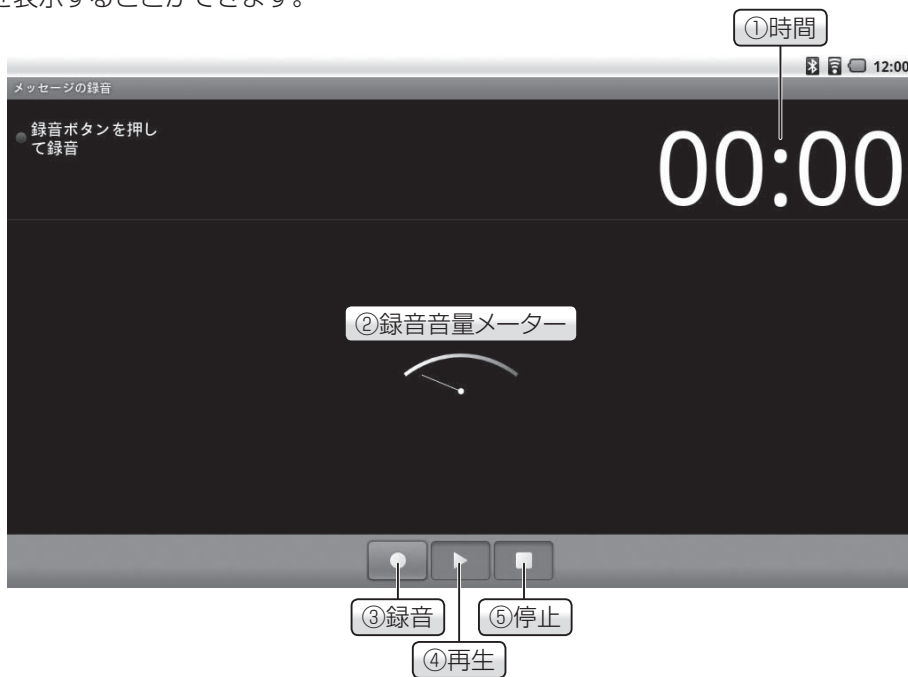 を表示することができます。
①時間
12:00
メッセージの録音
録音ボタンを押し
て録音
00:00
②録音音量メーター
③録音
⑤停止
④再生